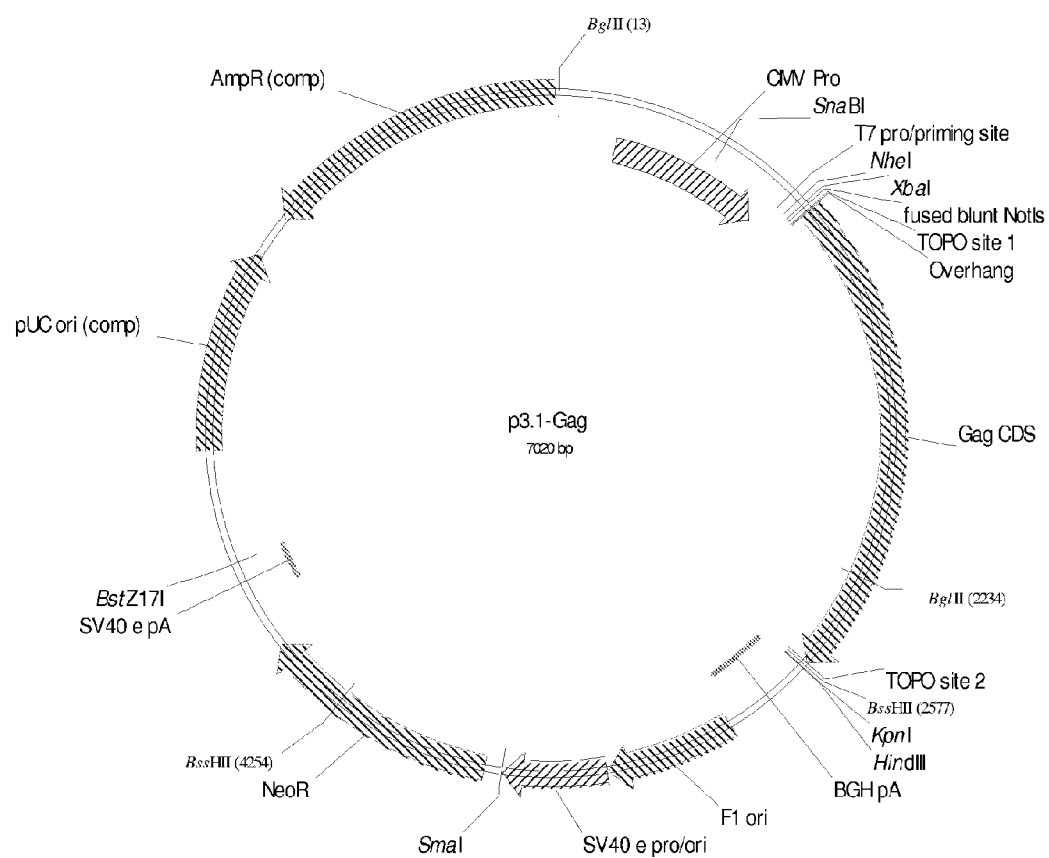 BglII (13)
AmpR (comp)
CMV Pro
SnaBI
T7 pro/priming site
NheI
XbaI
fused blunt NotIs
TOPO site 1
Overhang
pUC ori (comp)
p3.1-Gag
7020 bp
Gag CDS
BstZ17I
SV40 e pA
BglII (2234)
TOPO site 2
BssHII (2577)
KpnI
HindIII
BGH pA
BssHII (4254)
NeoR
F1 ori
SmaI
SV40 e pro/ori